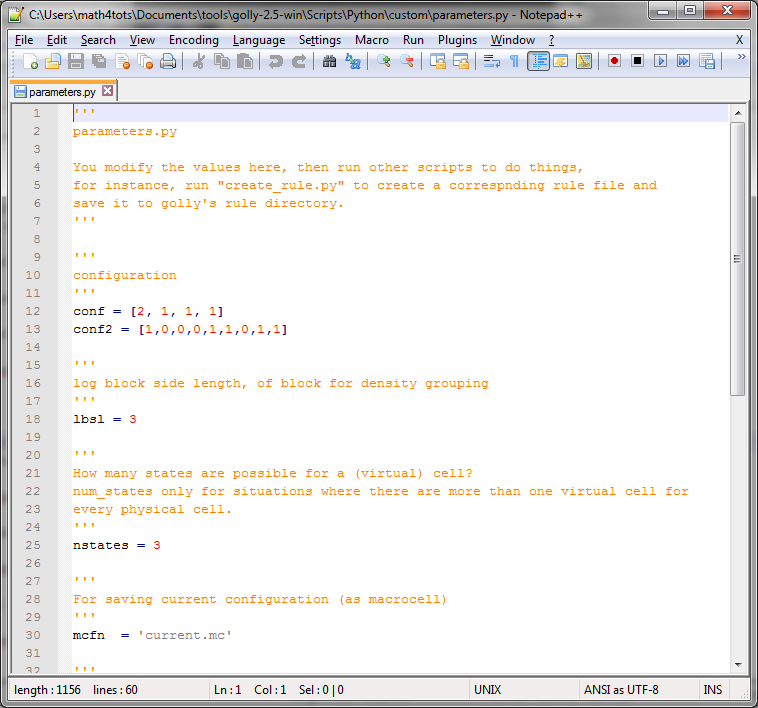 C:\Users\math4tots\Documents\tools\golly-2.5-win\Scripts\Python\custom\parameters.py - Notepad++
File Edit Search View Encoding Language Settings Macro Run Plugins Window ? X
parameters.py
1 '''
2 parameters.py
3
4 You modify the values here, then run other scripts to do things,
5 for instance, run "create_rule.py" to create a correspnding rule file and
6 save it to golly's rule directory.
7 '''
8
9 '''
10 configuration
11 '''
12 conf = [2, 1, 1, 1]
13 conf2 = [1,0,0,0,1,1,0,1,1]
14
15 '''
16 log block side length, of block for density grouping
17 '''
18 lbsl = 3
19
20 '''
21 How many states are possible for a (virtual) cell?
22 num_states only for situations where there are more than one virtual cell for
23 every physical cell.
24 '''
25 nstates = 3
26
27 '''
28 For saving current configuration (as macrocell)
29 '''
30 mcfn  = 'current.mc'
31
32 '''
length : 1156 lines : 60 Ln : 1 Col : 1 Sel : 0 | 0 UNIX ANSI as UTF-8 INS